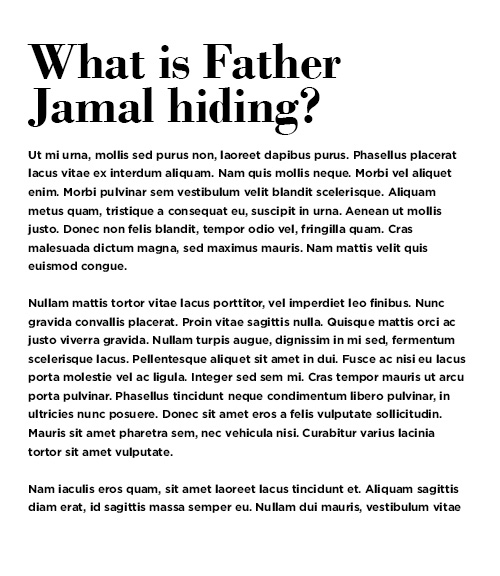 What is Father
Jamal hiding?
Ut mi urna, mollis sed purus non, laoreet dapibus purus. Phasellus placerat
lacus vitae ex interdum aliquam. Nam quis mollis neque. Morbi vel aliquet
enim. Morbi pulvinar sem vestibulum velit blandit scelerisque. Aliquam
metus quam, tristique a consequat eu, suscipit in urna. Aenean ut mollis
justo. Donec non felis blandit, tempor odio vel, fringilla quam. Cras
malesuada dictum magna, sed maximus mauris. Nam mattis velit quis
euismod congue.
Nullam mattis tortor vitae lacus porttitor, vel imperdiet leo finibus. Nunc
gravida convallis placerat. Proin vitae sagittis nulla. Quisque mattis orci ac
justo viverra gravida. Nullam turpis augue, dignissim in mi sed, fermentum
scelerisque lacus. Pellentesque aliquet sit amet in dui. Fusce ac nisi eu lacus
porta molestie vel ac ligula. Integer sed sem mi. Cras tempor mauris ut arcu
porta pulvinar. Phasellus tincidunt neque condimentum libero pulvinar, in
ultricies nunc posuere. Donec sit amet eros a felis vulputate sollicitudin.
Mauris sit amet pharetra sem, nec vehicula nisi. Curabitur varius lacinia
tortor sit amet vulputate.
Nam iaculis eros quam, sit amet laoreet lacus tincidunt et. Aliquam sagittis
diam erat, id sagittis massa semper eu. Nullam dui mauris, vestibulum vitae